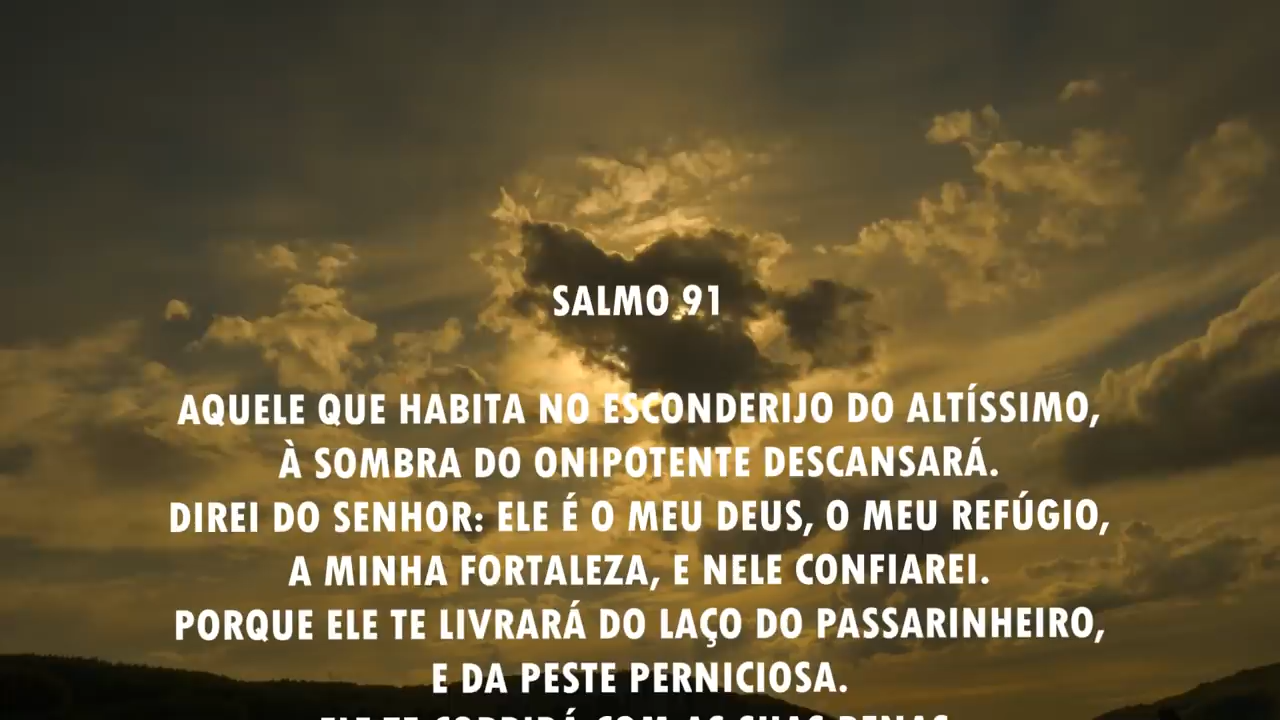 SALMO 91
AQUELE QUE HABITA NO ESCONDERIJO DO ALTÍSSIMO,
À SOMBRA DO ONIPOTENTE DESCANSARÁ.
DIREI DO SENHOR: ELE É O MEU DEUS, O MEU REFÚGIO,
A MINHA FORTALEZA, E NELE CONFIAREI.
PORQUE ELE TE LIVRARÁ DO LAÇO DO PASSARINHEIRO,
E DA PESTE PERNICIOSA.